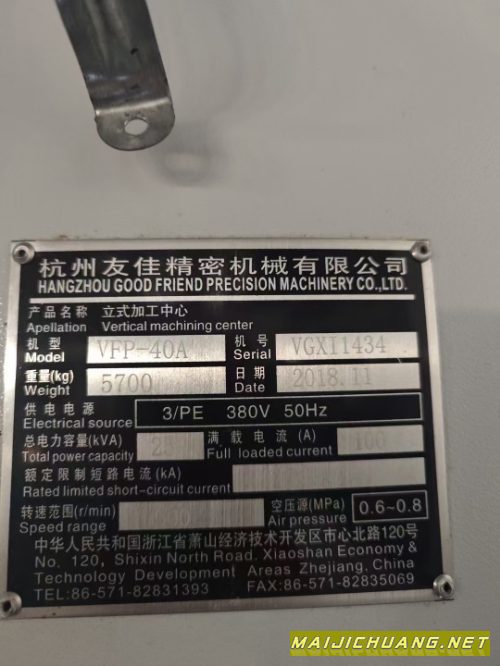 杭州友佳精密机械有限公司
HANGZHOU GOOD FRIEND PRECISION MACHINERY CO.,LTD.
产品名称 立式加工中心
Apellation Vertical machining center
机型 VFP-40A 机号 VGXI1434
Model Serial
重量(kg) 5700 日期 2018.11
Weight Date
供电电源 3/PE 380V 50Hz
Electrical source
总电力容量(kVA) 25 满载电流(A)
Total power capacity Full loaded current
额定限制短路电流(kA)
Rated limited short-circuit current
转速范围(r/min) 空压源(MPa) 0.6~0.8
Speed range Air pressure
中华人民共和国浙江省萧山经济技术开发区市心北路120号
No. 120, Shixin North Road, Xiaoshan Economy &
Technology Development Areas Zhejiang, China
TEL:86-571-82831393 FAX:86-571-82835069
MAIJICHUANG.NET